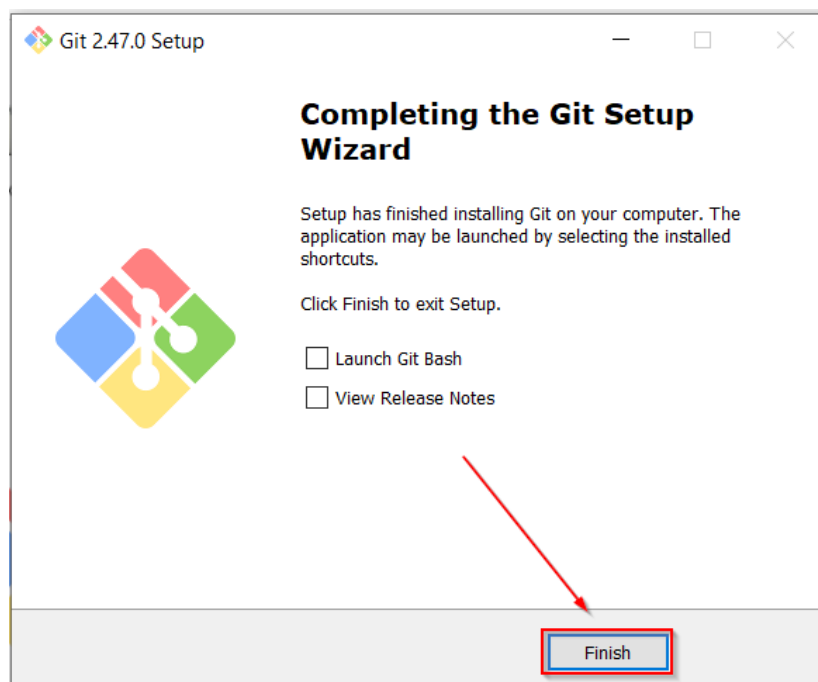 Git 2.47.0 Setup
Completing the Git Setup
Wizard
Setup has finished installing Git on your computer. The
application may be launched by selecting the installed
shortcuts.
Click Finish to exit Setup.
Launch Git Bash
View Release Notes
Finish